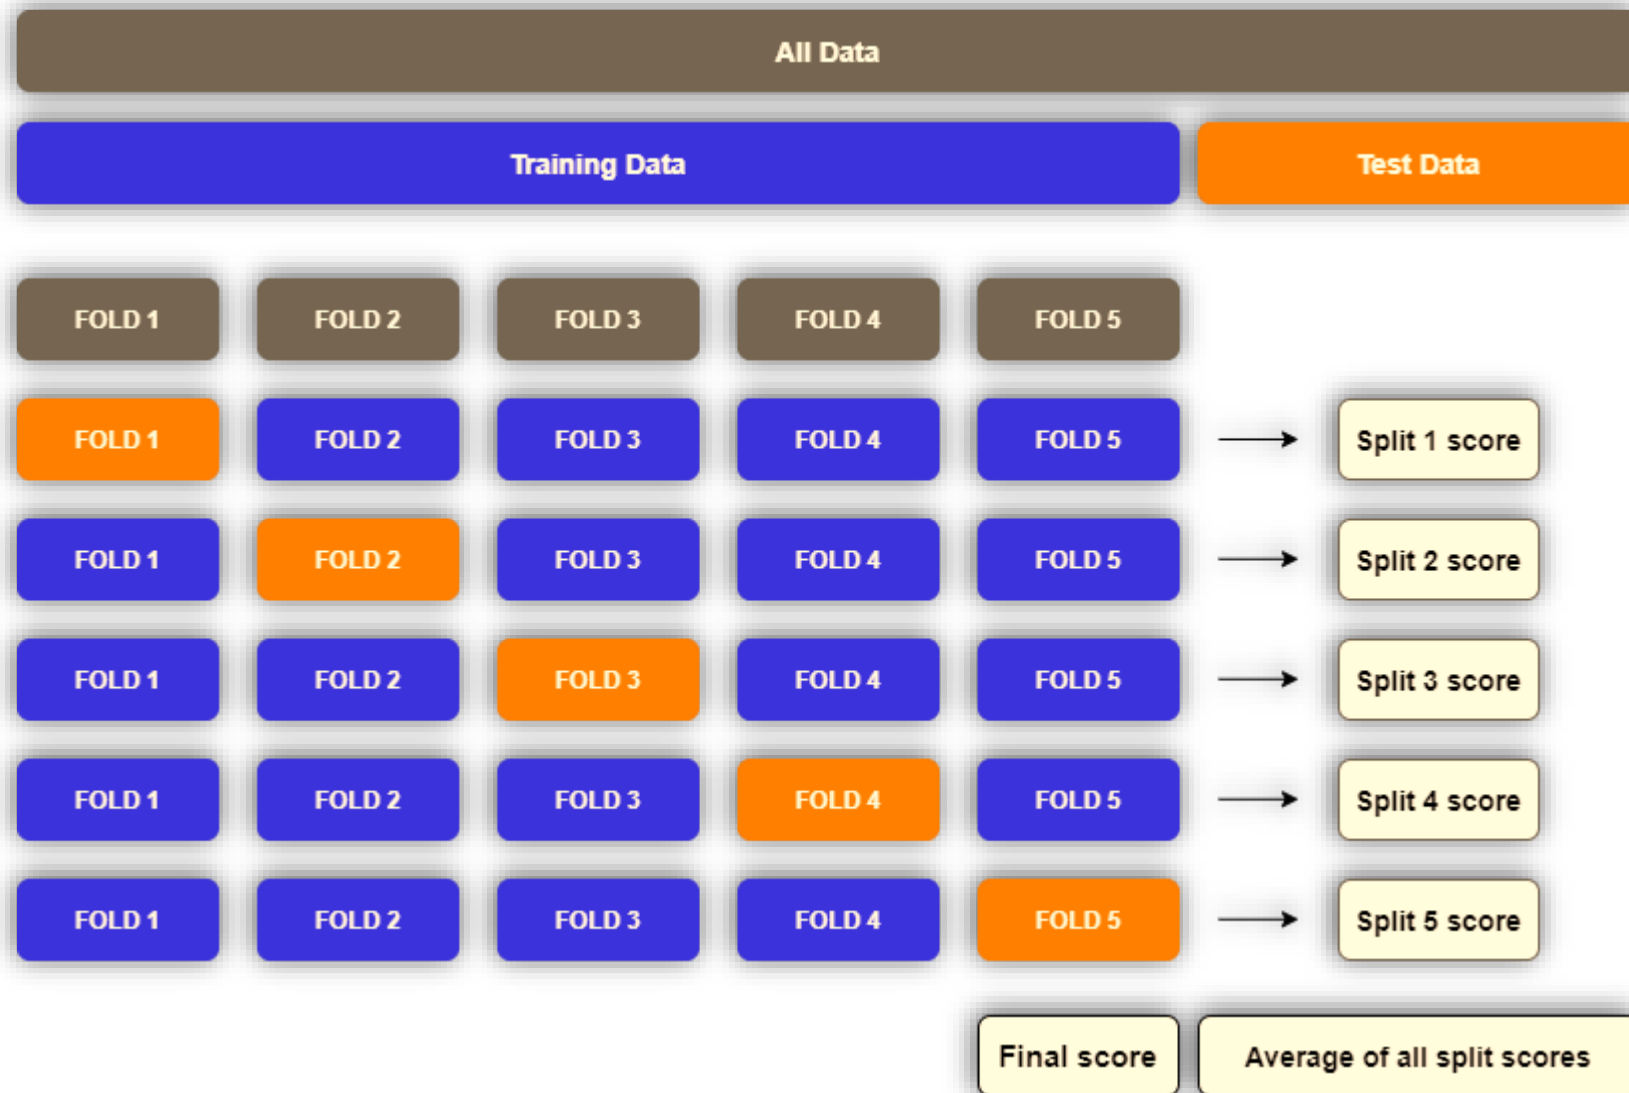 All Data
Training Data Test Data
FOLD 1 FOLD 2 FOLD 3 FOLD 4 FOLD 5
FOLD 1 FOLD 2 FOLD 3 FOLD 4 FOLD 5 Split 1 score
FOLD 1 FOLD 2 FOLD 3 FOLD 4 FOLD 5 Split 2 score
FOLD 1 FOLD 2 FOLD 3 FOLD 4 FOLD 5 Split 3 score
FOLD 1 FOLD 2 FOLD 3 FOLD 4 FOLD 5 Split 4 score
FOLD 1 FOLD 2 FOLD 3 FOLD 4 FOLD 5 Split 5 score
Final score Average of all split scores